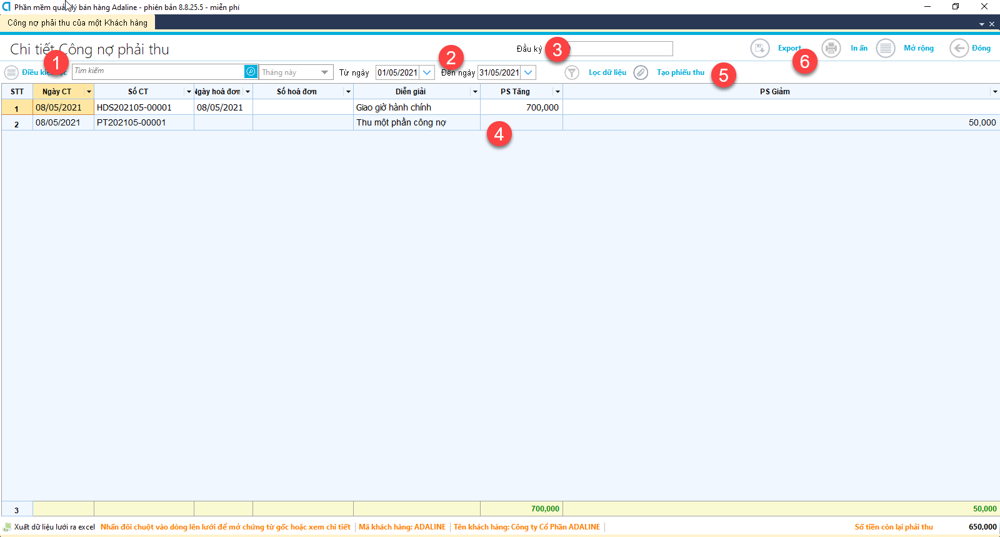 Phần mềm quản lý bán hàng Adaline - phiên bản 8.8.25.5 - miễn phí
Công nợ phải thu của một Khách hàng
Chi tiết Công nợ phải thu
Đầu kỳ
3
Export
In ấn
Mở rộng
Đóng
6
1
Điều kiện lọc
Tìm kiếm
Tháng này
Từ ngày
01/05/2021
2
Đến ngày
31/05/2021
Lọc dữ liệu
Tạo phiếu thu
5
STT Ngày CT Số CT Ngày hoá đơn Số hoá đơn Diễn giải PS Tăng PS Giảm
1 08/05/2021 HDS202105-00001 08/05/2021 Giao giờ hành chính 700,000
2 08/05/2021 PT202105-00001 Thu một phần công nợ 50,000
4
3 700,000 50,000
Xuất dữ liệu lưới ra excel Nhấn đôi chuột vào dòng lên lưới để mở chứng từ gốc hoặc xem chi tiết Mã khách hàng: ADALINE Tên khách hàng: Công ty Cổ Phần ADALINE Số tiền còn lại phải thu 650,000